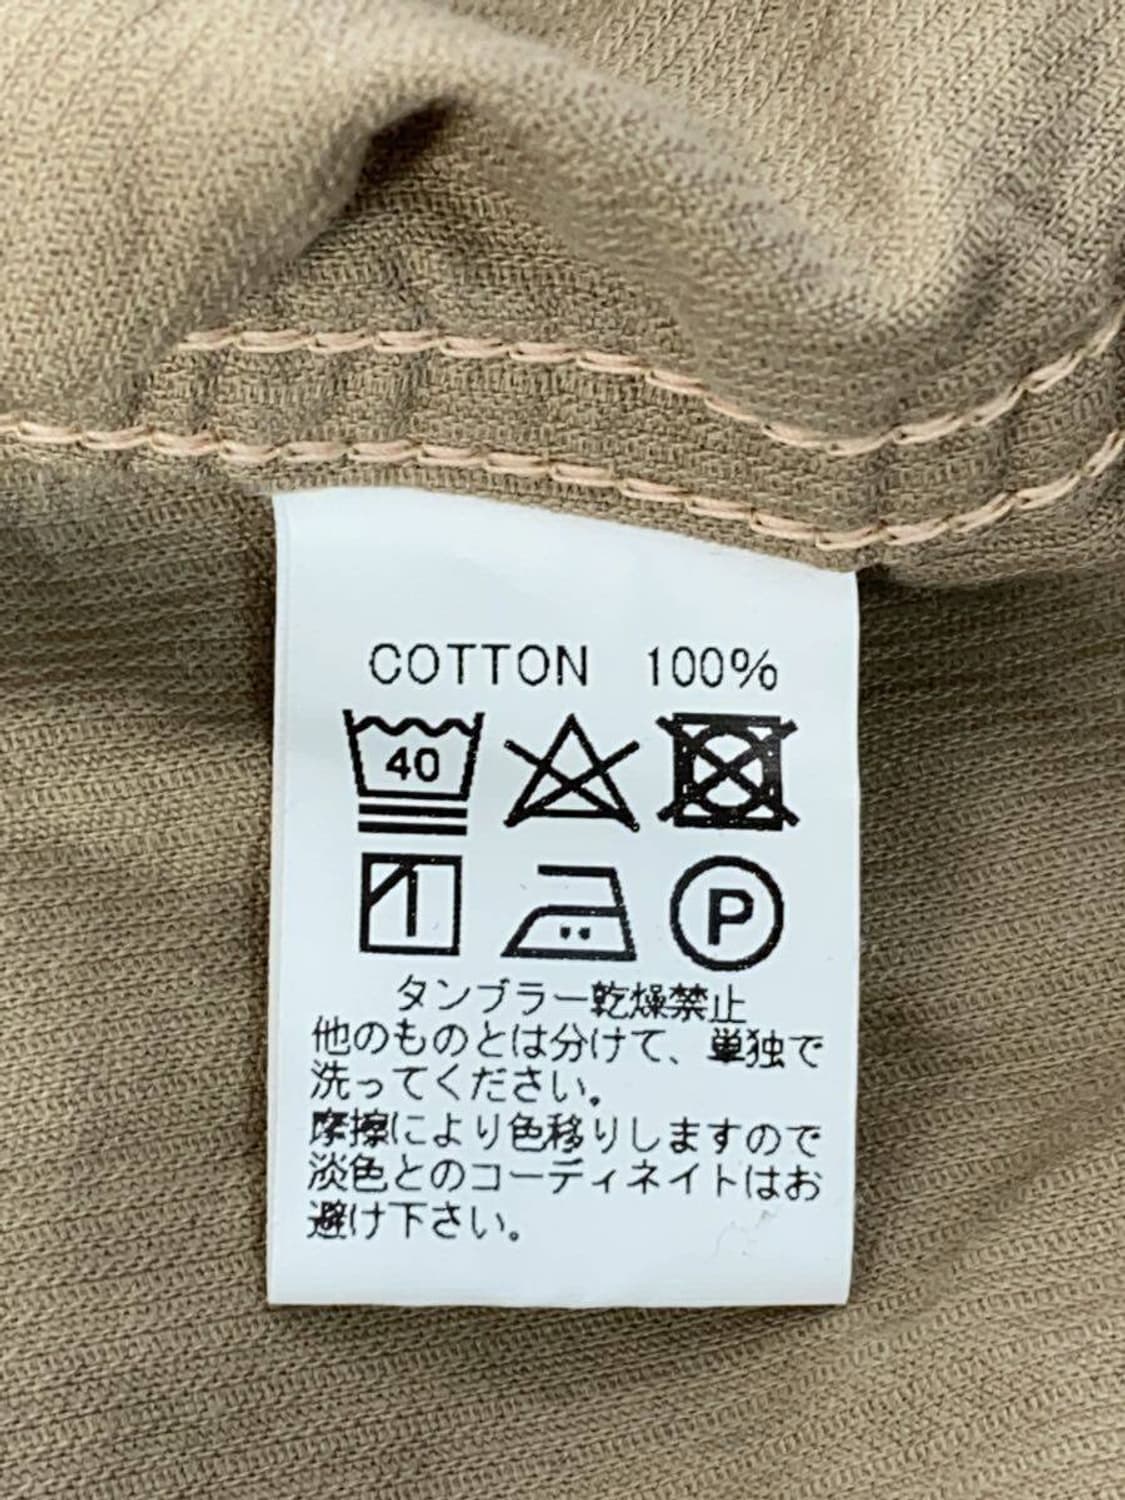 COTTON 100%
40
P
タンブラー乾燥禁止
他のものとは分けて、単独で
洗ってください。
摩擦により色移りしますので
淡色とのコーディネイトはお
避け下さい。